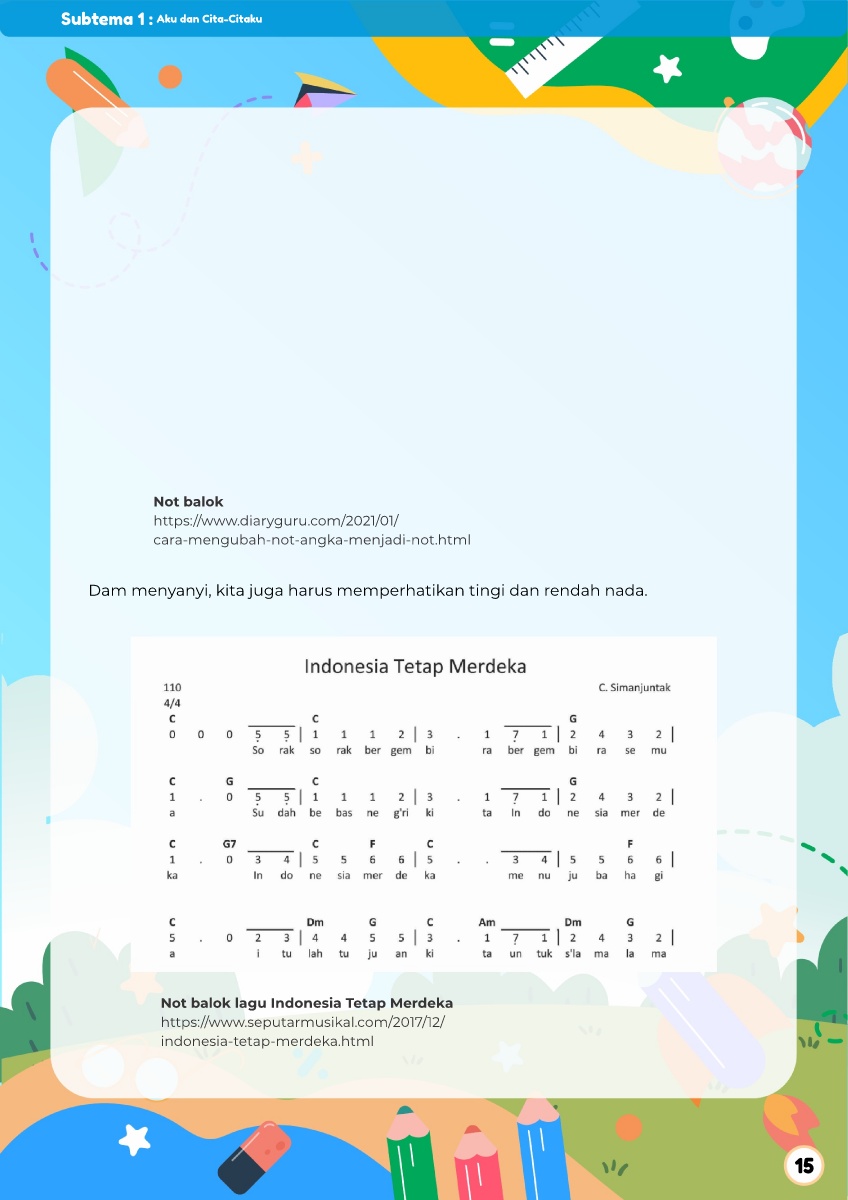 Subtema 1 : Aku dan Cita-Citaku
Not balok
https://www.diaryguru.com/2021/01/
cara-mengubah-not-angka-menjadi-not.html
Dam menyanyi, kita juga harus memperhatikan tingi dan rendah nada.
Indonesia Tetap Merdeka
110
C. Simanjuntak
4/4
C C G
0 0 0 5̣ 5̣ | 1 1 1 2 | 3 . 1 7̣ 1 | 2 4 3 2 |
So rak so rak ber gem bi ra ber gem bi ra se mu
C G C G
1 . 0 5̣ 5̣ | 1 1 1 2 | 3 . 1 7̣ 1 | 2 4 3 2 |
a Su dah be bas ne g'ri ki ta In do ne sia mer de
C G7 C F C F
1 . 0 3 4 | 5 5 6 6 | 5 . . 3 4 | 5 5 6 6 |
ka In do ne sia mer de ka me nu ju ba ha gi
C Dm G C Am Dm G
5 . 0 2 3 | 4 4 5 5 | 3 . 1 7̣ 1 | 2 4 3 2 |
a i tu lah tu ju an ki ta un tuk s'la ma la ma
Not balok lagu Indonesia Tetap Merdeka
https://www.seputarmusikal.com/2017/12/
indonesia-tetap-merdeka.html
15